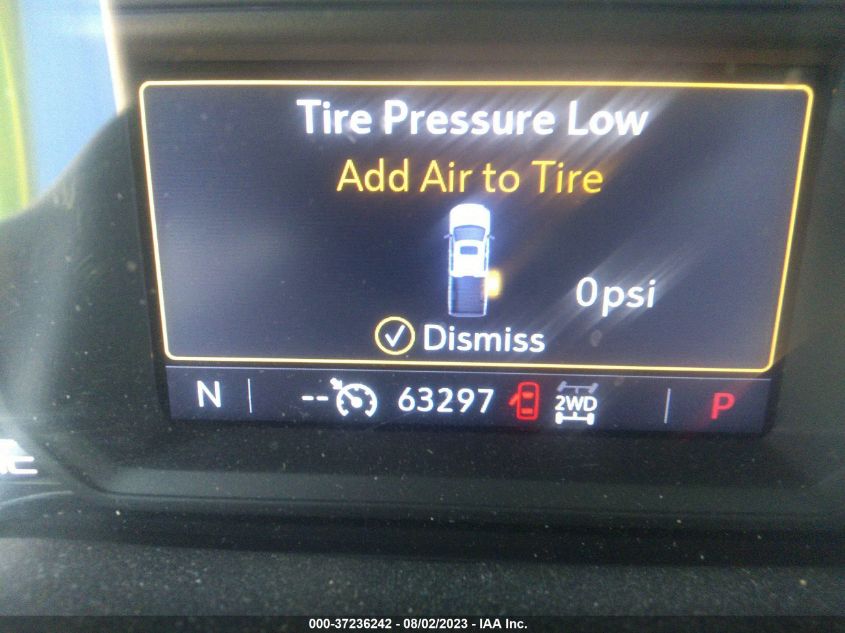 Tire Pressure Low
Add Air to Tire
0psi
Dismiss
N -- 63297 2WD P
000-37236242 - 08/02/2023 - IAA Inc.